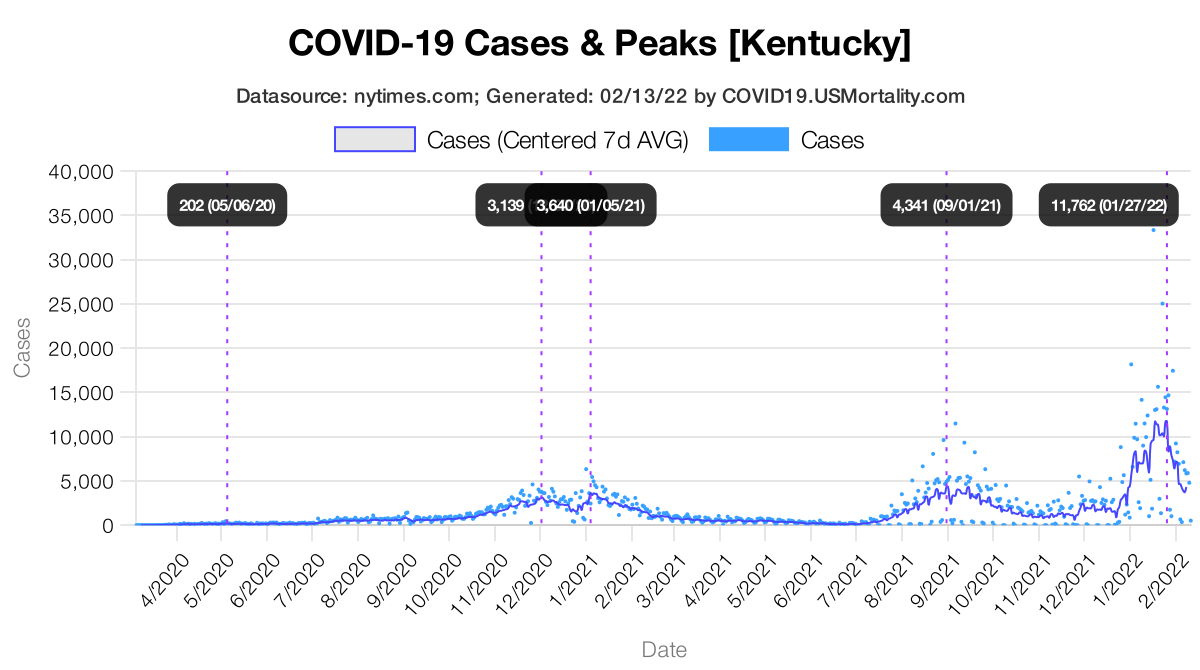 COVID-19 Cases & Peaks [Kentucky]
Datasource: nytimes.com; Generated: 02/13/22 by COVID19.USMortality.com
Cases (Centered 7d AVG) Cases
40,000
202 (05/06/20) 3,139 3,640 (01/05/21) 4,341 (09/01/21) 11,762 (01/27/22)
35,000
30,000
25,000
20,000
15,000
10,000
5,000
0
Cases
4/2020 5/2020 6/2020 7/2020 8/2020 9/2020 10/2020 11/2020 12/2020 1/2021 2/2021 3/2021 4/2021 5/2021 6/2021 7/2021 8/2021 9/2021 10/2021 11/2021 12/2021 1/2022 2/2022
Date